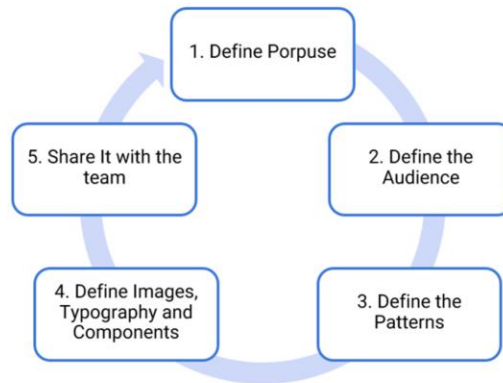 1. Define Porpuse
2. Define the
Audience
3. Define the
Patterns
4. Define Images,
Typography and
Components
5. Share It with the
team